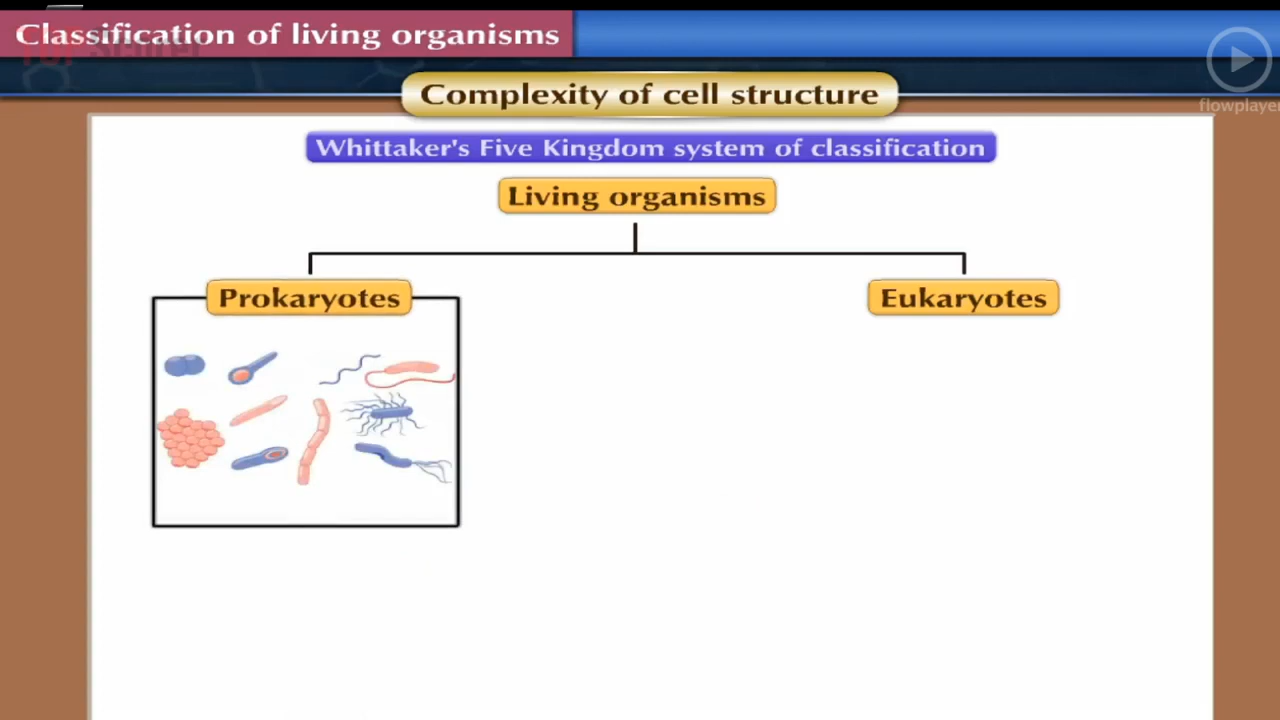 Classification of living organisms
flowplayer
Complexity of cell structure
Whittaker's Five Kingdom system of classification
Living organisms
Prokaryotes
Eukaryotes